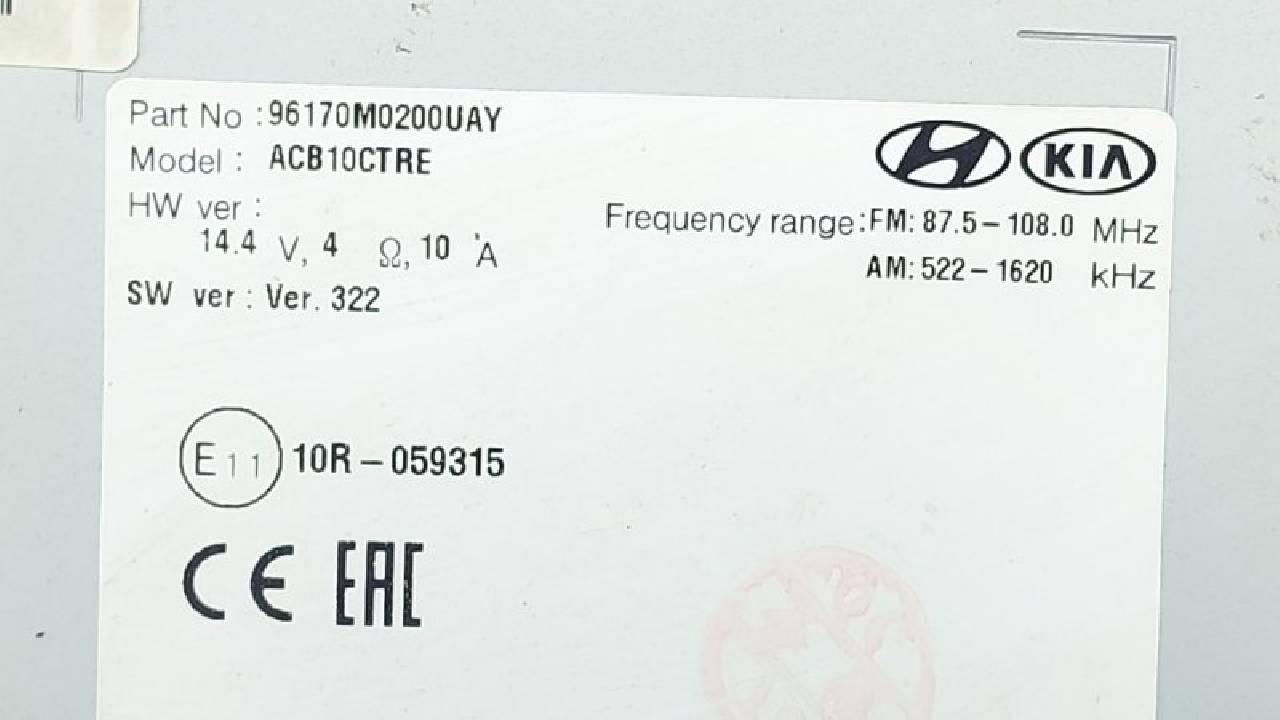 Part No : 96170M0200UAY
Model : ACB10CTRE
HW ver :
14.4 V, 4 Ω, 10 A
SW ver : Ver. 322
KIA
Frequency range: FM: 87.5 – 108.0 MHz
AM: 522 – 1620 kHz
E11 10R – 059315
CE EAC